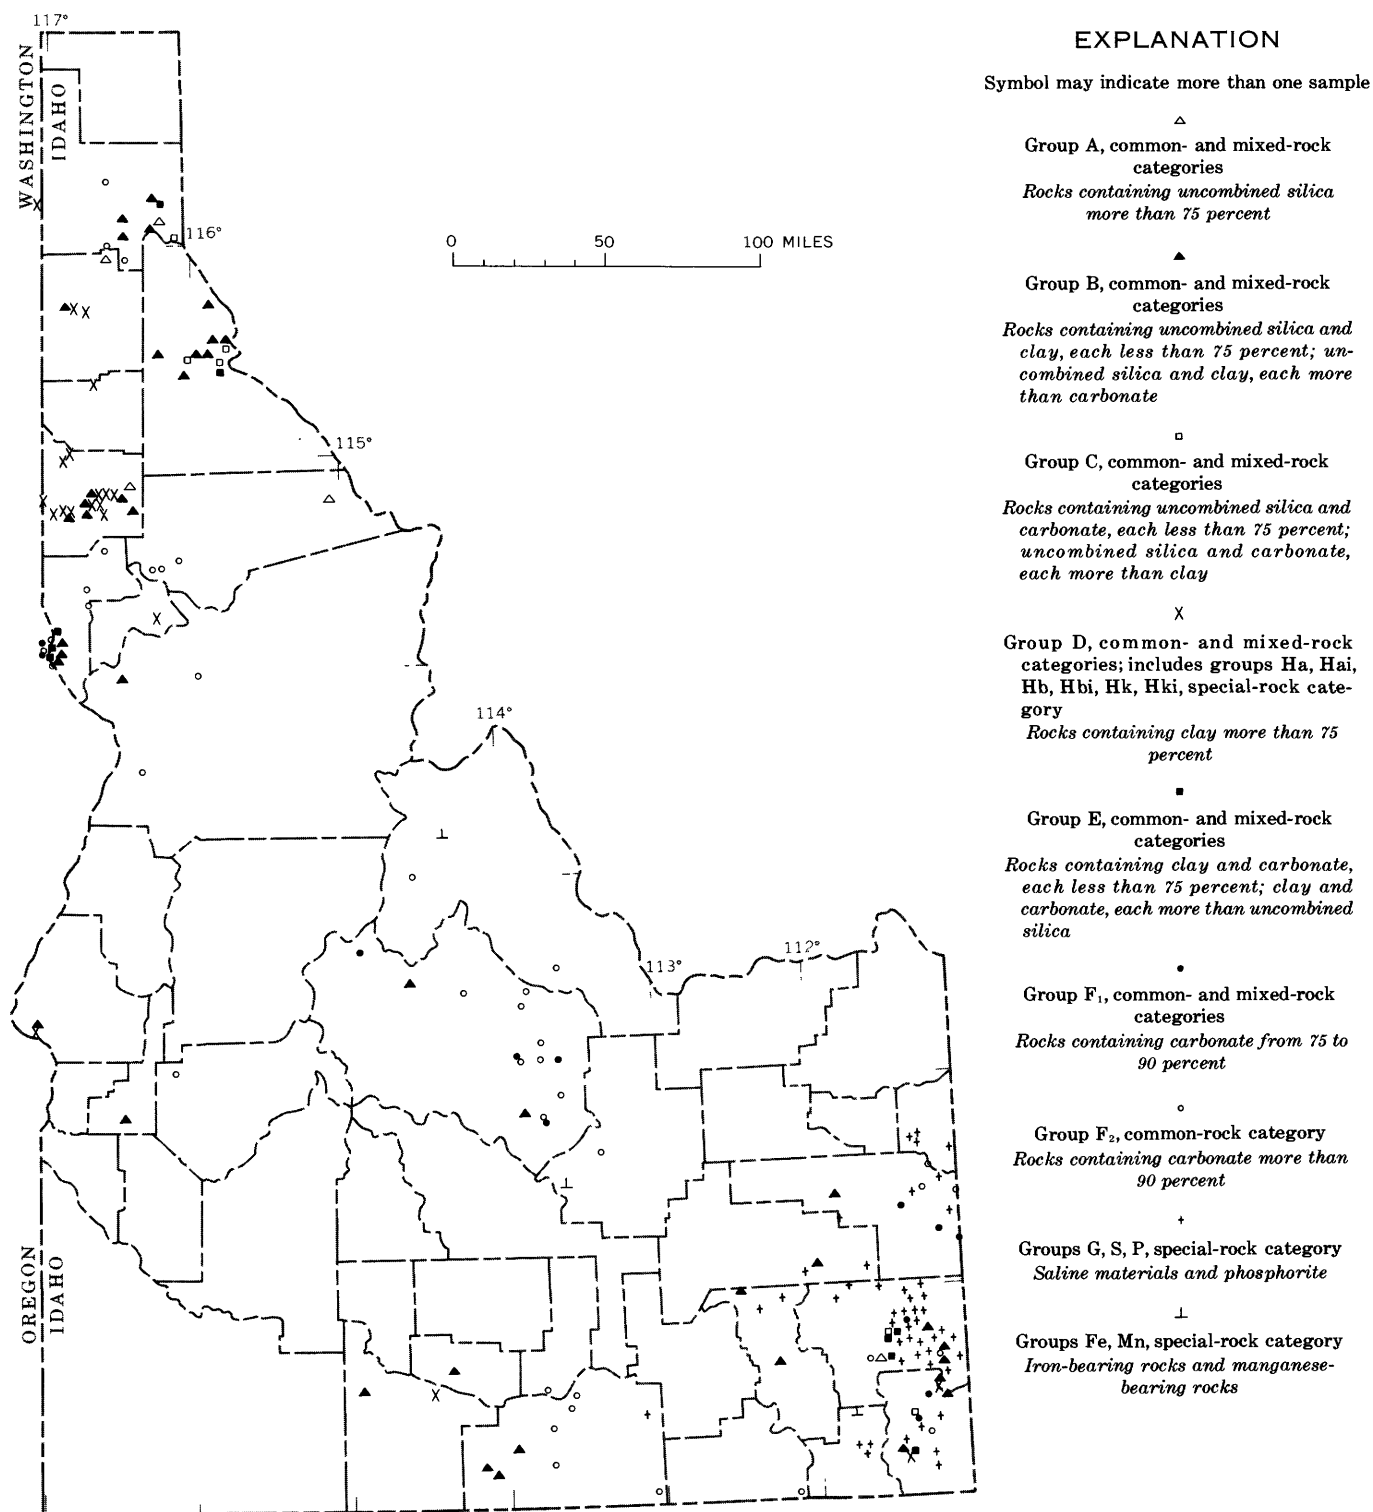 117°
WASHINGTON
IDAHO
116°
0 50 100 MILES
115°
114°
113°
112°
OREGON
IDAHO
EXPLANATION
Symbol may indicate more than one sample
Group A, common- and mixed-rock
categories
Rocks containing uncombined silica
more than 75 percent
Group B, common- and mixed-rock
categories
Rocks containing uncombined silica and
clay, each less than 75 percent; un-
combined silica and clay, each more
than carbonate
Group C, common- and mixed-rock
categories
Rocks containing uncombined silica and
carbonate, each less than 75 percent;
uncombined silica and carbonate,
each more than clay
Group D, common- and mixed-rock
categories; includes groups Ha, Hai,
Hb, Hbi, Hk, Hki, special-rock cate-
gory
Rocks containing clay more than 75
percent
Group E, common- and mixed-rock
categories
Rocks containing clay and carbonate,
each less than 75 percent; clay and
carbonate, each more than uncombined
silica
Group F₁, common- and mixed-rock
categories
Rocks containing carbonate from 75 to
90 percent
Group F₂, common-rock category
Rocks containing carbonate more than
90 percent
Groups G, S, P, special-rock category
Saline materials and phosphorite
Groups Fe, Mn, special-rock category
Iron-bearing rocks and manganese-
bearing rocks